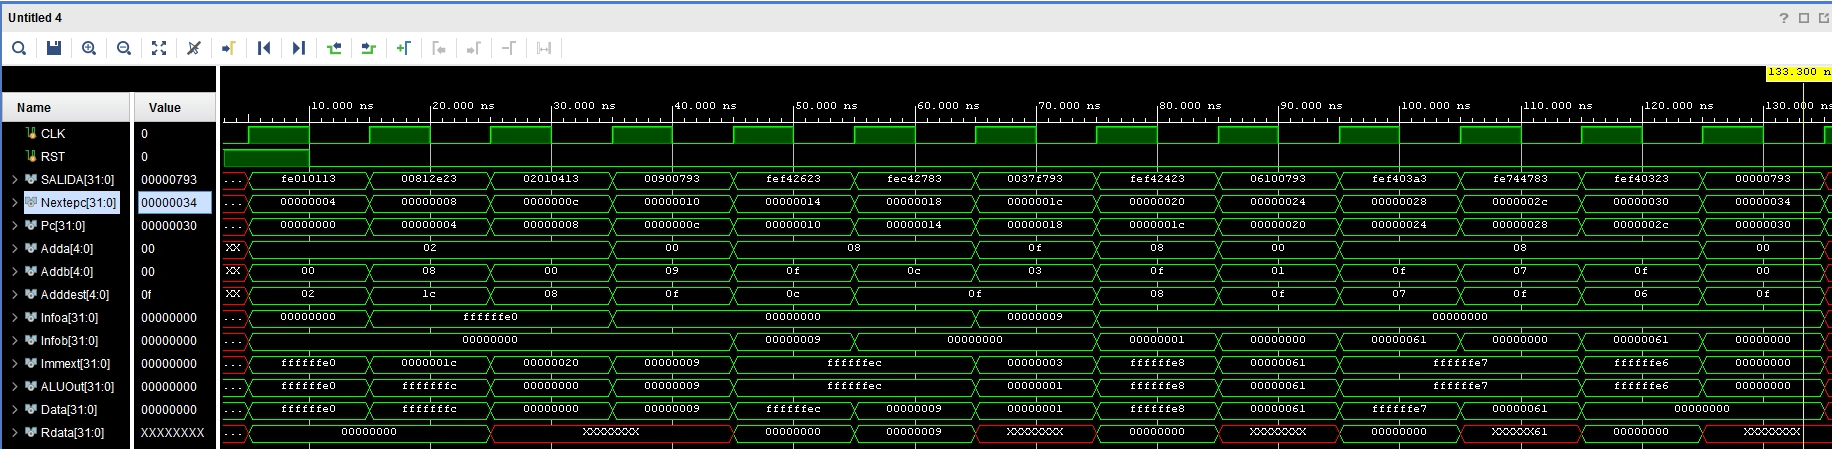 Untitled 4
133.300 n
Name Value
10.000 ns 20.000 ns 30.000 ns 40.000 ns 50.000 ns 60.000 ns 70.000 ns 80.000 ns 90.000 ns 100.000 ns 110.000 ns 120.000 ns 130.000 ns
CLK 0
RST 0
SALIDA[31:0] 00000793 ... fe010113 00812e23 02010413 00900793 fef42623 fec42783 0037f793 fef42423 06100793 fef403a3 fe744783 fef40323 00000793
Nextepc[31:0] 00000034 ... 00000004 00000008 0000000c 00000010 00000014 00000018 0000001c 00000020 00000024 00000028 0000002c 00000030 00000034
Pc[31:0] 00000030 ... 00000000 00000004 00000008 0000000c 00000010 00000014 00000018 0000001c 00000020 00000024 00000028 0000002c 00000030
Adda[4:0] 00 XX 02 00 08 0f 08 00 08 00
Addb[4:0] 00 XX 00 08 00 09 0f 0c 03 0f 01 0f 07 0f 00
Adddest[4:0] 0f XX 02 1c 08 0f 0c 0f 08 0f 07 0f 06 0f
Infoa[31:0] 00000000 ... 00000000 ffffffe0 00000000 00000009 00000000
Infob[31:0] 00000000 ... 00000000 00000009 00000000 00000001 00000000 00000061 00000000 00000061 00000000
Immext[31:0] 00000000 ... ffffffe0 0000001c 00000020 00000009 ffffffec 00000003 ffffffe8 00000061 ffffffe7 ffffffe6 00000000
ALUOut[31:0] 00000000 ... ffffffe0 fffffffc 00000000 00000009 ffffffec 00000001 ffffffe8 00000061 ffffffe7 ffffffe6 00000000
Data[31:0] 00000000 ... ffffffe0 fffffffc 00000000 00000009 ffffffec 00000009 00000001 ffffffe8 00000061 ffffffe7 00000061 00000000
Rdata[31:0] XXXXXXXX ... 00000000 XXXXXXXX 00000000 00000009 XXXXXXXX 00000000 XXXXXXXX 00000000 XXXXXX61 00000000 XXXXXXXX